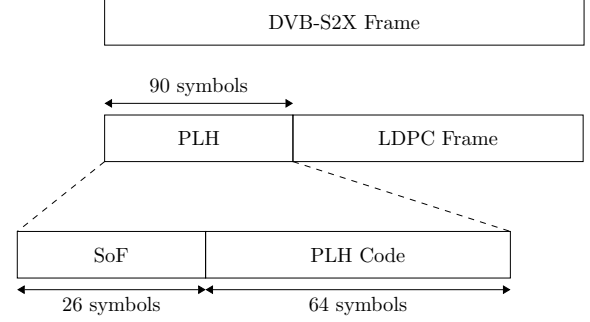 DVB-S2X Frame
90 symbols
PLH
LDPC Frame
SoF
PLH Code
26 symbols
64 symbols